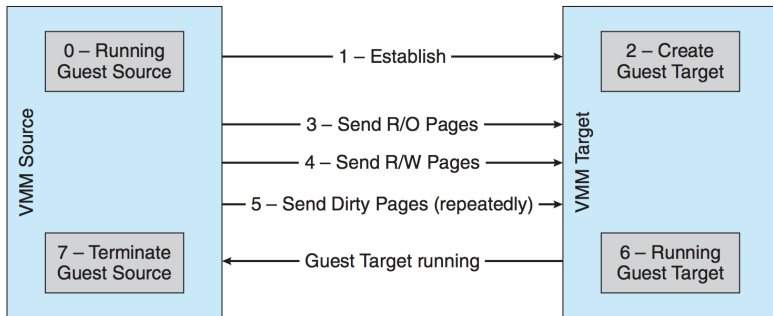 0 – Running
Guest Source
1 – Establish
2 – Create
Guest Target
3 – Send R/O Pages
4 – Send R/W Pages
5 – Send Dirty Pages (repeatedly)
VMM Source
VMM Target
7 – Terminate
Guest Source
Guest Target running
6 – Running
Guest Target